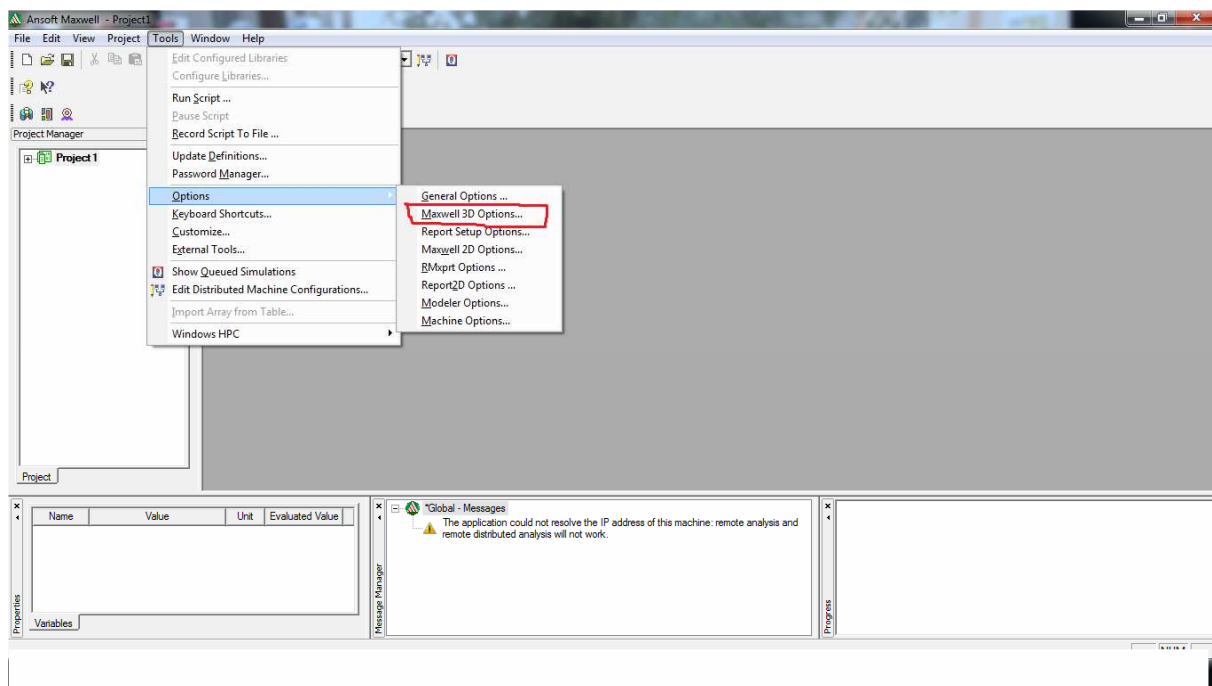 Ansoft Maxwell - Project1
File Edit View Project Tools Window Help
Project Manager
Project1
Project
Edit Configured Libraries
Configure Libraries...
Run Script ...
Pause Script
Record Script To File ...
Update Definitions...
Password Manager...
Options
Keyboard Shortcuts...
Customize...
External Tools...
Show Queued Simulations
Edit Distributed Machine Configurations...
Import Array from Table...
Windows HPC
General Options ...
Maxwell 3D Options...
Report Setup Options...
Maxwell 2D Options...
RMxprt Options ...
Report2D Options ...
Modeler Options...
Machine Options...
Properties
Name Value Unit Evaluated Value
Variables
Message Manager
*Global - Messages
The application could not resolve the IP address of this machine: remote analysis and
remote distributed analysis will not work.
Progress